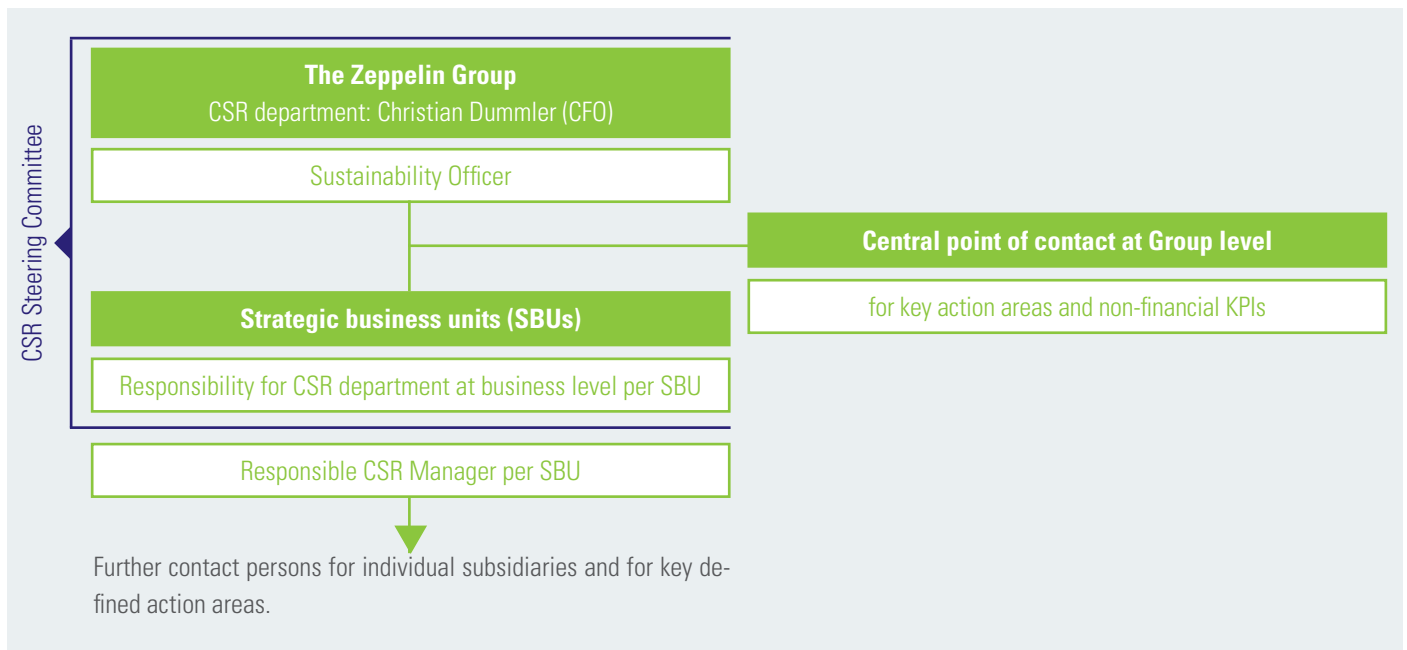 CSR Steering Committee
The Zeppelin Group
CSR department: Christian Dummler (CFO)
Sustainability Officer
Central point of contact at Group level
for key action areas and non-financial KPIs
Strategic business units (SBUs)
Responsibility for CSR department at business level per SBU
Responsible CSR Manager per SBU
Further contact persons for individual subsidiaries and for key de-
fined action areas.